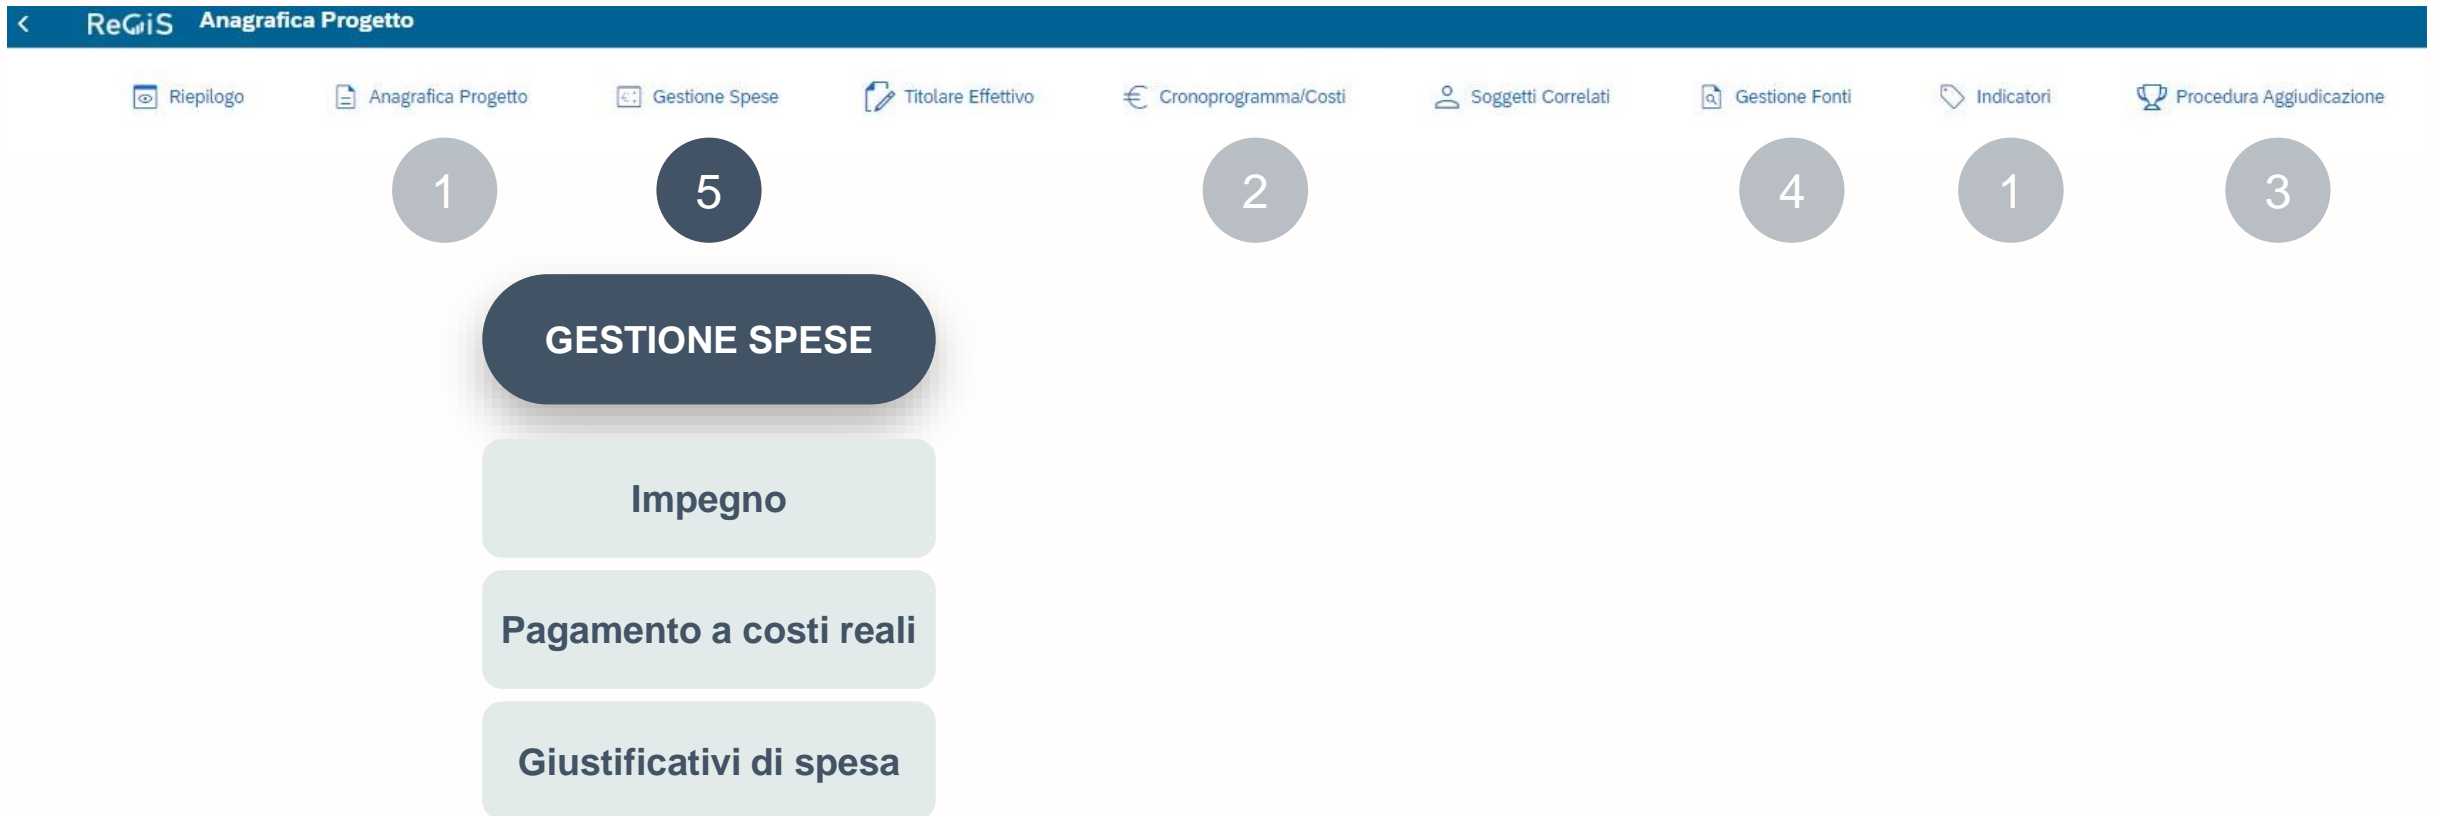 ReGiS Anagrafica Progetto
Riepilogo Anagrafica Progetto Gestione Spese Titolare Effettivo Cronoprogramma/Costi Soggetti Correlati Gestione Fonti Indicatori Procedura Aggiudicazione
1 5 2 4 1 3
GESTIONE SPESE
Impegno
Pagamento a costi reali
Giustificativi di spesa